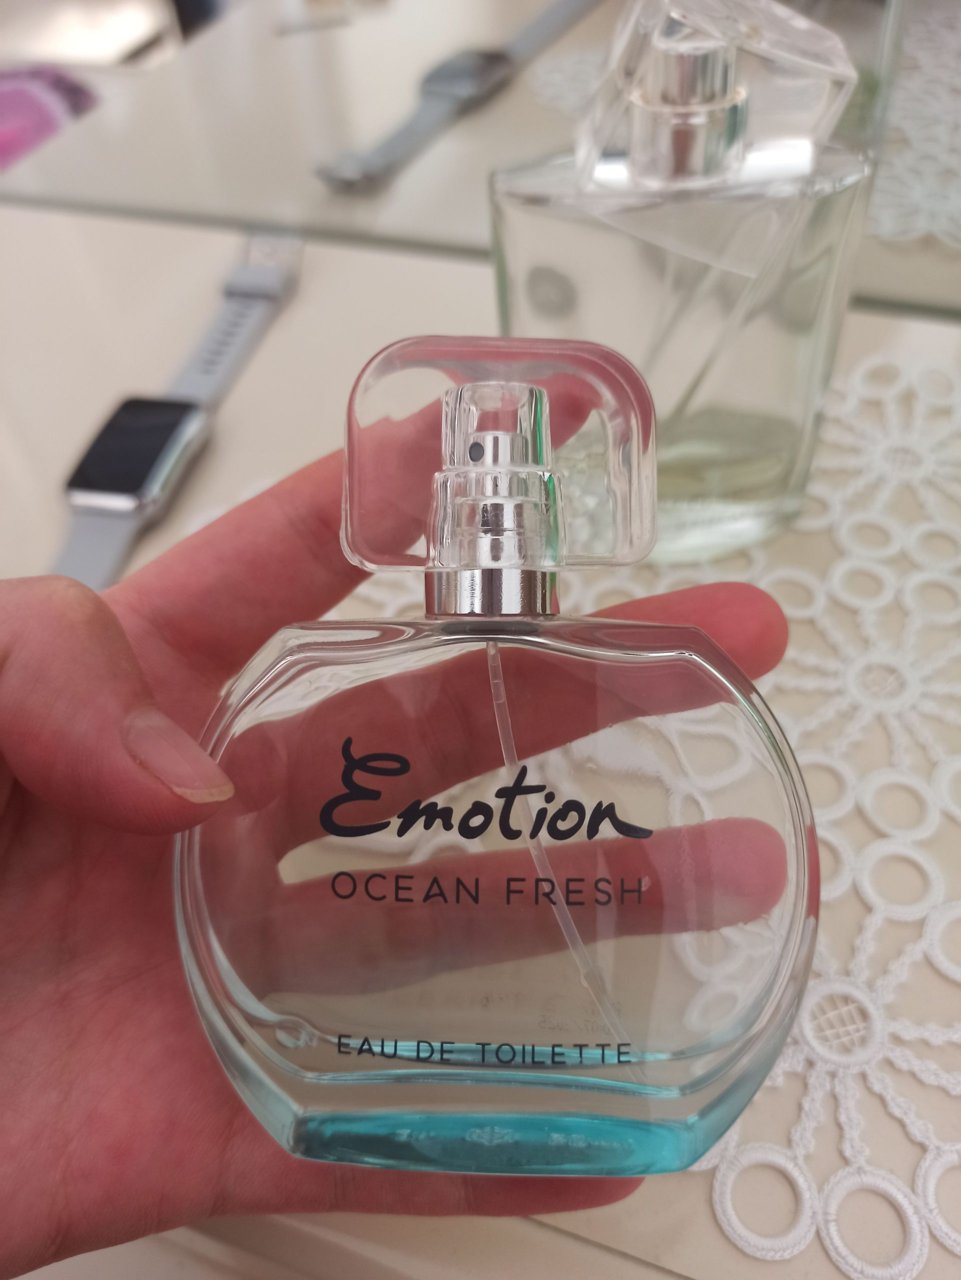 Emotion
OCEAN FRESH
EAU DE TOILETTE